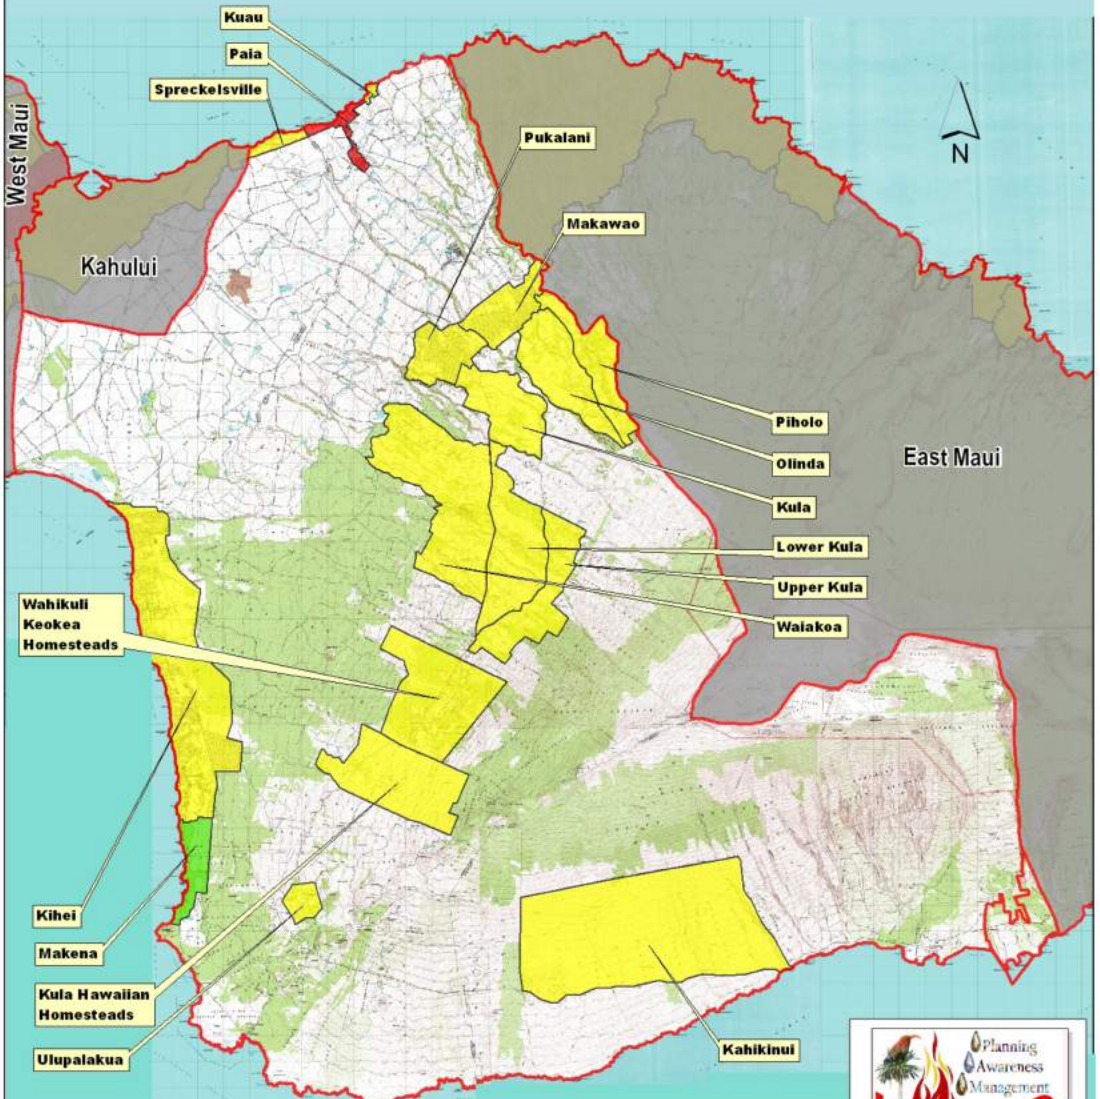 Kuau
Paia
Spreckelsville
West Maui
Kahului
N
Pukalani
Makawao
Piholo
Olinda
East Maui
Kula
Lower Kula
Upper Kula
Waiakoa
Wahikuli
Keokea
Homesteads
Kihei
Makena
Kula Hawaiian
Homesteads
Ulupalakua
Kahikinui
Planning
Awareness
Management